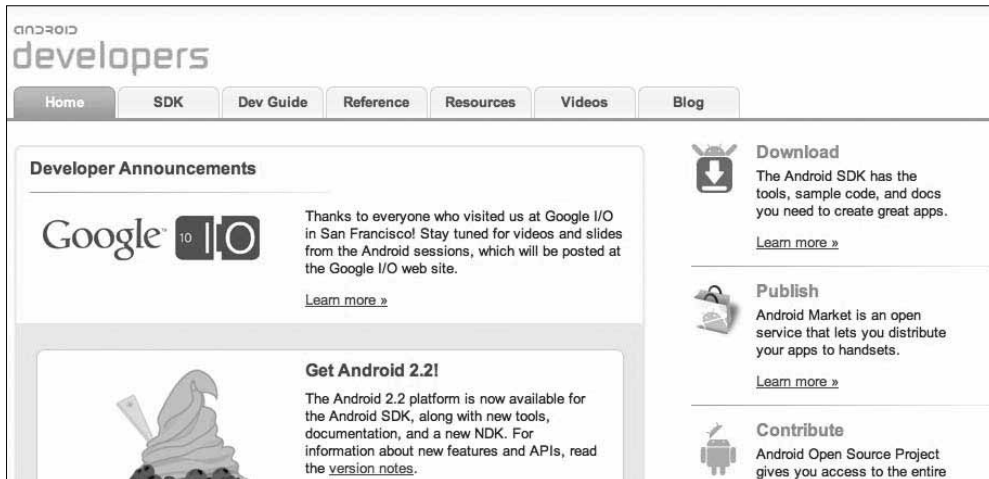 android
developers
Home
SDK
Dev Guide
Reference
Resources
Videos
Blog
Developer Announcements
Google™ 10 IO
Thanks to everyone who visited us at Google I/O
in San Francisco! Stay tuned for videos and slides
from the Android sessions, which will be posted at
the Google I/O web site.
Learn more »
Get Android 2.2!
The Android 2.2 platform is now available for
the Android SDK, along with new tools,
documentation, and a new NDK. For
information about new features and APIs, read
the version notes.
Download
The Android SDK has the
tools, sample code, and docs
you need to create great apps.
Learn more »
Publish
Android Market is an open
service that lets you distribute
your apps to handsets.
Learn more »
Contribute
Android Open Source Project
gives you access to the entire